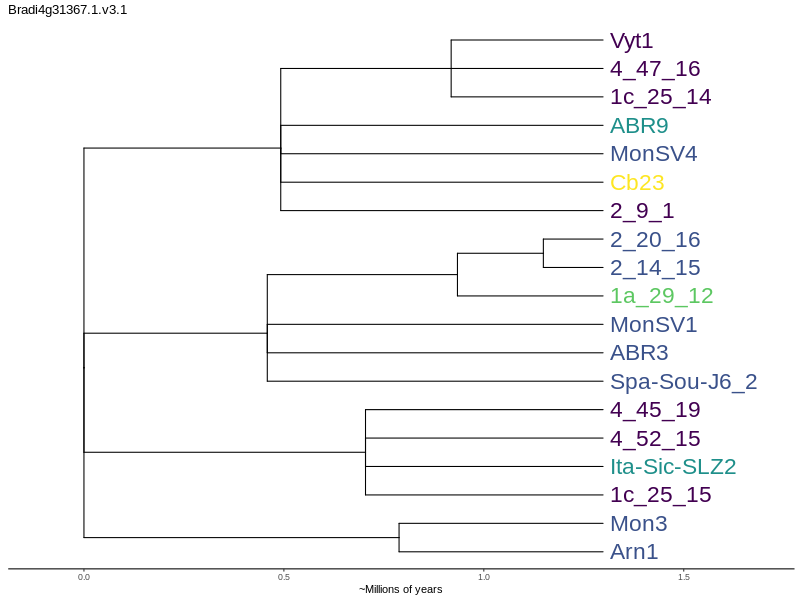 Bradi4g31367.1.v3.1
Vyt1
4_47_16
1c_25_14
ABR9
MonSV4
Cb23
2_9_1
2_20_16
2_14_15
1a_29_12
MonSV1
ABR3
Spa-Sou-J6_2
4_45_19
4_52_15
Ita-Sic-SLZ2
1c_25_15
Mon3
Arn1
0.0 0.5 1.0 1.5
~Millions of years